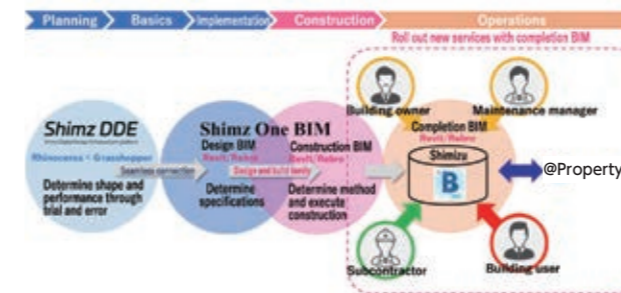 Planning
Basics
Implementation
Construction
Operations
Roll out new services with completion BIM
Building owner
Maintenance manager
Shimz DDE
Rhinoceros + Grasshopper
Determine shape and
performance through
trial and error
Seamless connection
Shimz One BIM
Design BIM
Revit/Rebro
Design and build family
Determine
specifications
Construction BIM
Revit/Rebro
Determine method
and execute
construction
Completion BIM
Revit/Rebro
Shimizu
B
@Property
Subcontractor
Building user